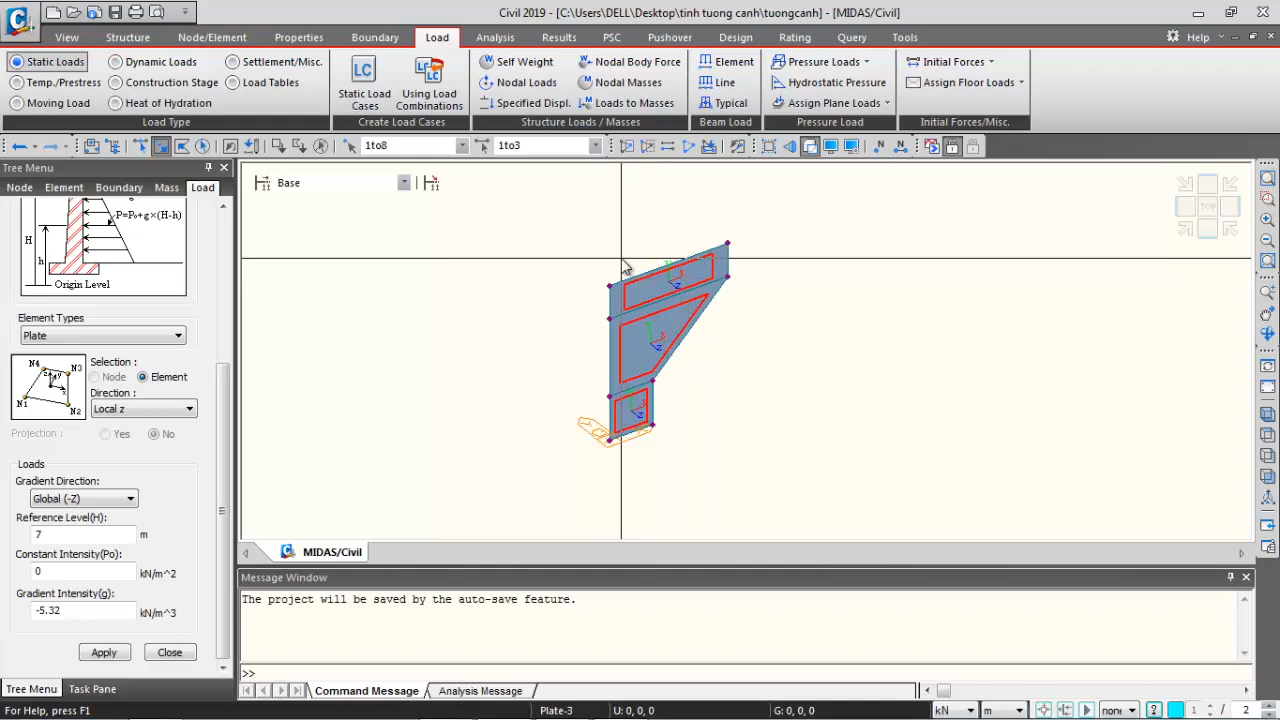 Civil 2019 - [C:\Users\DELL\Desktop\tinh tuong canh\tuongcanh] - [MIDAS/Civil]
View Structure Node/Element Properties Boundary Load Analysis Results PSC Pushover Design Rating Query Tools Help
Static Loads Dynamic Loads Settlement/Misc.
Temp./Prestress Construction Stage Load Tables
Moving Load Heat of Hydration
Load Type
Static Load Cases
Using Load Combinations
Create Load Cases
Self Weight Nodal Body Force
Nodal Loads Nodal Masses
Specified Displ. Loads to Masses
Structure Loads / Masses
Element
Line
Typical
Beam Load
Pressure Loads
Hydrostatic Pressure
Assign Plane Loads
Pressure Load
Initial Forces
Assign Floor Loads
Initial Forces/Misc.
1to8 1to3
Tree Menu
Node Element Boundary Mass Load
Base
TOP
P=P₀+g×(H-h)
H
h
Origin Level
Element Types
Plate
N4 N3
N1 N2
Selection:
Node Element
Direction:
Local z
Projection : Yes No
Loads
Gradient Direction:
Global (-Z)
Reference Level(H):
7 m
Constant Intensity(Po):
0 kN/m^2
Gradient Intensity(g):
-5.32 kN/m^3
Apply Close
Tree Menu Task Pane
MIDAS/Civil
Message Window
The project will be saved by the auto-save feature.
>>
Command Message Analysis Message
For Help, press F1 Plate-3 U: 0, 0, 0 G: 0, 0, 0 kN m none 1 / 2